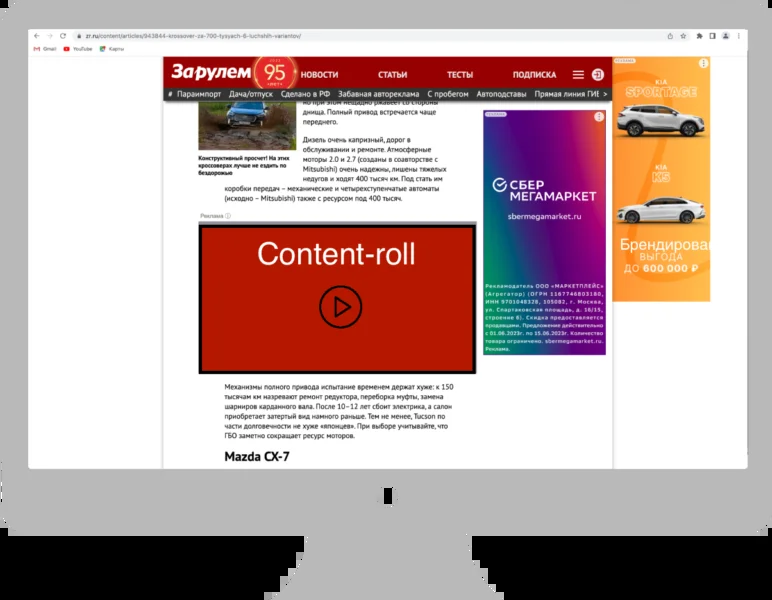 zr.ru/content/articles/943844-krossover-za-700-tysyach-6-luchshih-variantov/
Gmail
YouTube
Карты
За рулем
95
НОВОСТИ
СТАТЬИ
ТЕСТЫ
ПОДПИСКА
# Параимпорт Дача/отпуск Сделано в РФ Забавная автореклама С пробегом Автоподставы Прямая линия ГИБ >
Конструктивный просчет! На этих
кроссоверах лучше не ездить по
бездорожью
но при этом нещадно ржавеет со стороны
днища. Полный привод встречается чаще
переднего.
Дизель очень капризный, дорог в
обслуживании и ремонте. Атмосферные
моторы 2.0 и 2.7 (созданы в соавторстве с
Mitsubishi) очень надежны, лишены тяжелых
недугов и ходят 400 тысяч км. Под стать им
коробки передач – механические и четырехступенчатые автоматы
(исходно – Mitsubishi) также с ресурсом под 400 тысяч.
Реклама
Content-roll
Механизмы полного привода испытание временем держат хуже: к 150
тысячам км назревают ремонт редуктора, переборка муфты, замена
шарниров карданного вала. После 10–12 лет сбоит электрика, а салон
приобретает затертый вид намного раньше. Тем не менее, Tucson по
части долговечности не хуже «японцев». При выборе учитывайте, что
ГБО заметно сокращает ресурс моторов.
Mazda CX-7
СБЕР
МЕГАМАРКЕТ
sbermegamarket.ru
Рекламодатель ООО «МАРКЕТПЛЕЙС»
(Агрегатор) (ОГРН 1167746803180,
ИНН 9701048328, 105082, г. Москва,
ул. Спартаковская площадь, д. 16/15,
строение 6). Скидка предоставляется
продавцами. Предложение действительно
с 01.06.2023г. по 15.06.2023г. Количество
товара ограничено. sbermegamarket.ru.
Реклама.
KIA
SPORTAGE
KIA
K5
Брендирова
ВЫГОДА
ДО 600 000 ₽